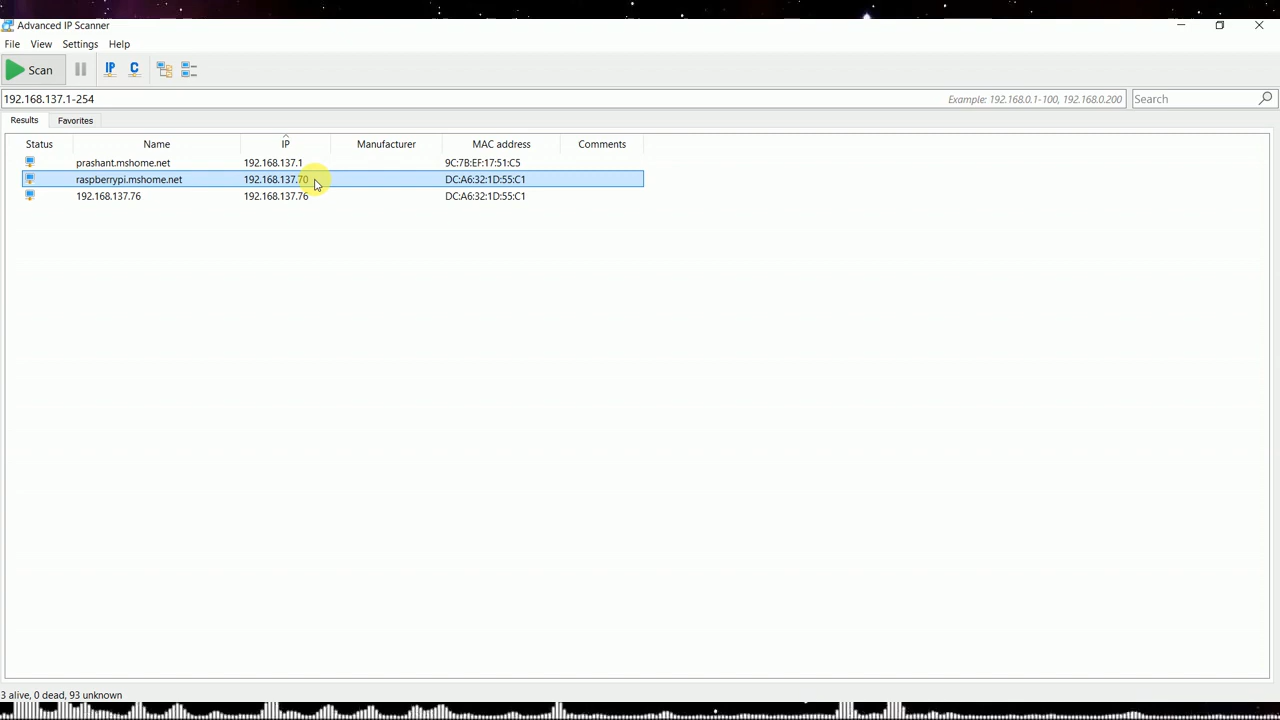 Advanced IP Scanner
File View Settings Help
Scan IP C
192.168.137.1-254 Example: 192.168.0.1-100, 192.168.0.200 Search
Results Favorites
Status Name IP Manufacturer MAC address Comments
prashant.mshome.net 192.168.137.1 9C:7B:EF:17:51:C5
raspberrypi.mshome.net 192.168.137.70 DC:A6:32:1D:55:C1
192.168.137.76 192.168.137.76 DC:A6:32:1D:55:C1
3 alive, 0 dead, 93 unknown